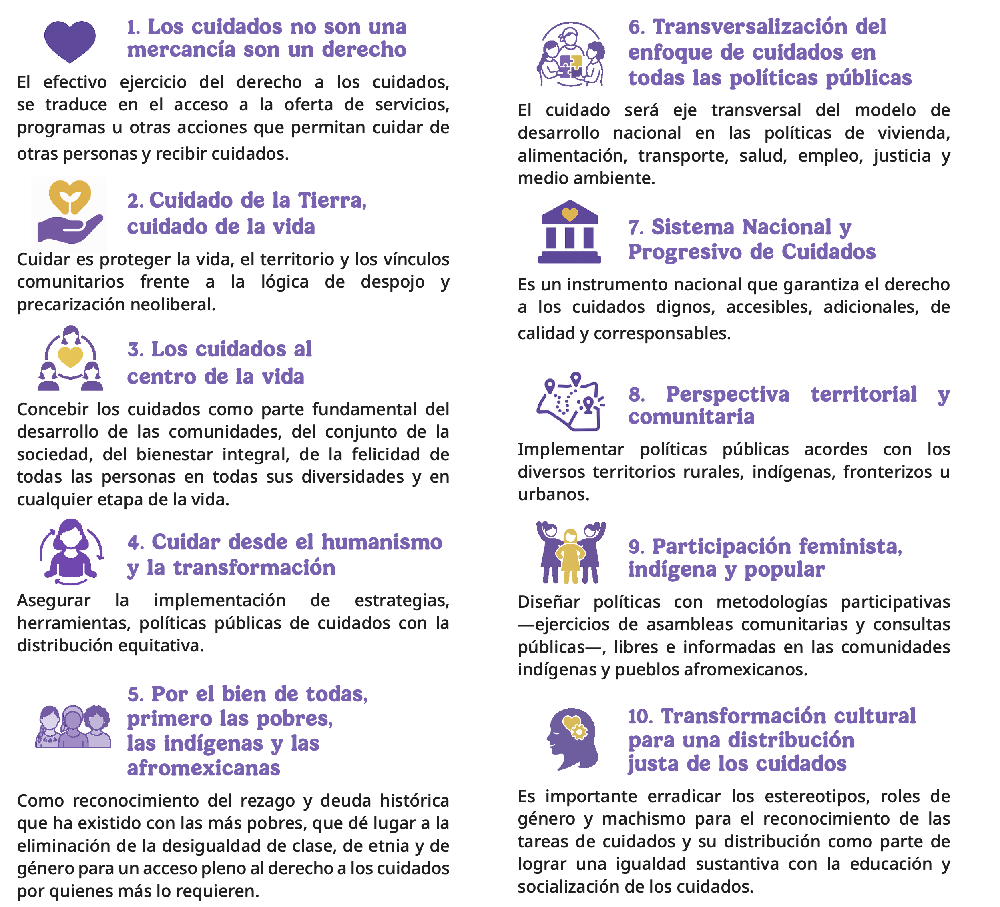 1. Los cuidados no son una
mercancía son un derecho
El efectivo ejercicio del derecho a los cuidados,
se traduce en el acceso a la oferta de servicios,
programas u otras acciones que permitan cuidar de
otras personas y recibir cuidados.
2. Cuidado de la Tierra,
cuidado de la vida
Cuidar es proteger la vida, el territorio y los vínculos
comunitarios frente a la lógica de despojo y
precarización neoliberal.
3. Los cuidados al
centro de la vida
Concebir los cuidados como parte fundamental del
desarrollo de las comunidades, del conjunto de la
sociedad, del bienestar integral, de la felicidad de
todas las personas en todas sus diversidades y en
cualquier etapa de la vida.
4. Cuidar desde el humanismo
y la transformación
Asegurar la implementación de estrategias,
herramientas, políticas públicas de cuidados con la
distribución equitativa.
5. Por el bien de todas,
primero las pobres,
las indígenas y las
afromexicanas
Como reconocimiento del rezago y deuda histórica
que ha existido con las más pobres, que dé lugar a la
eliminación de la desigualdad de clase, de etnia y de
género para un acceso pleno al derecho a los cuidados
por quienes más lo requieren.
6. Transversalización del
enfoque de cuidados en
todas las políticas públicas
El cuidado será eje transversal del modelo de
desarrollo nacional en las políticas de vivienda,
alimentación, transporte, salud, empleo, justicia y
medio ambiente.
7. Sistema Nacional y
Progresivo de Cuidados
Es un instrumento nacional que garantiza el derecho
a los cuidados dignos, accesibles, adicionales, de
calidad y corresponsables.
8. Perspectiva territorial y
comunitaria
Implementar políticas públicas acordes con los
diversos territorios rurales, indígenas, fronterizos u
urbanos.
9. Participación feminista,
indígena y popular
Diseñar políticas con metodologías participativas
—ejercicios de asambleas comunitarias y consultas
públicas—, libres e informadas en las comunidades
indígenas y pueblos afromexicanos.
10. Transformación cultural
para una distribución
justa de los cuidados
Es importante erradicar los estereotipos, roles de
género y machismo para el reconocimiento de las
tareas de cuidados y su distribución como parte de
lograr una igualdad sustantiva con la educación y
socialización de los cuidados.